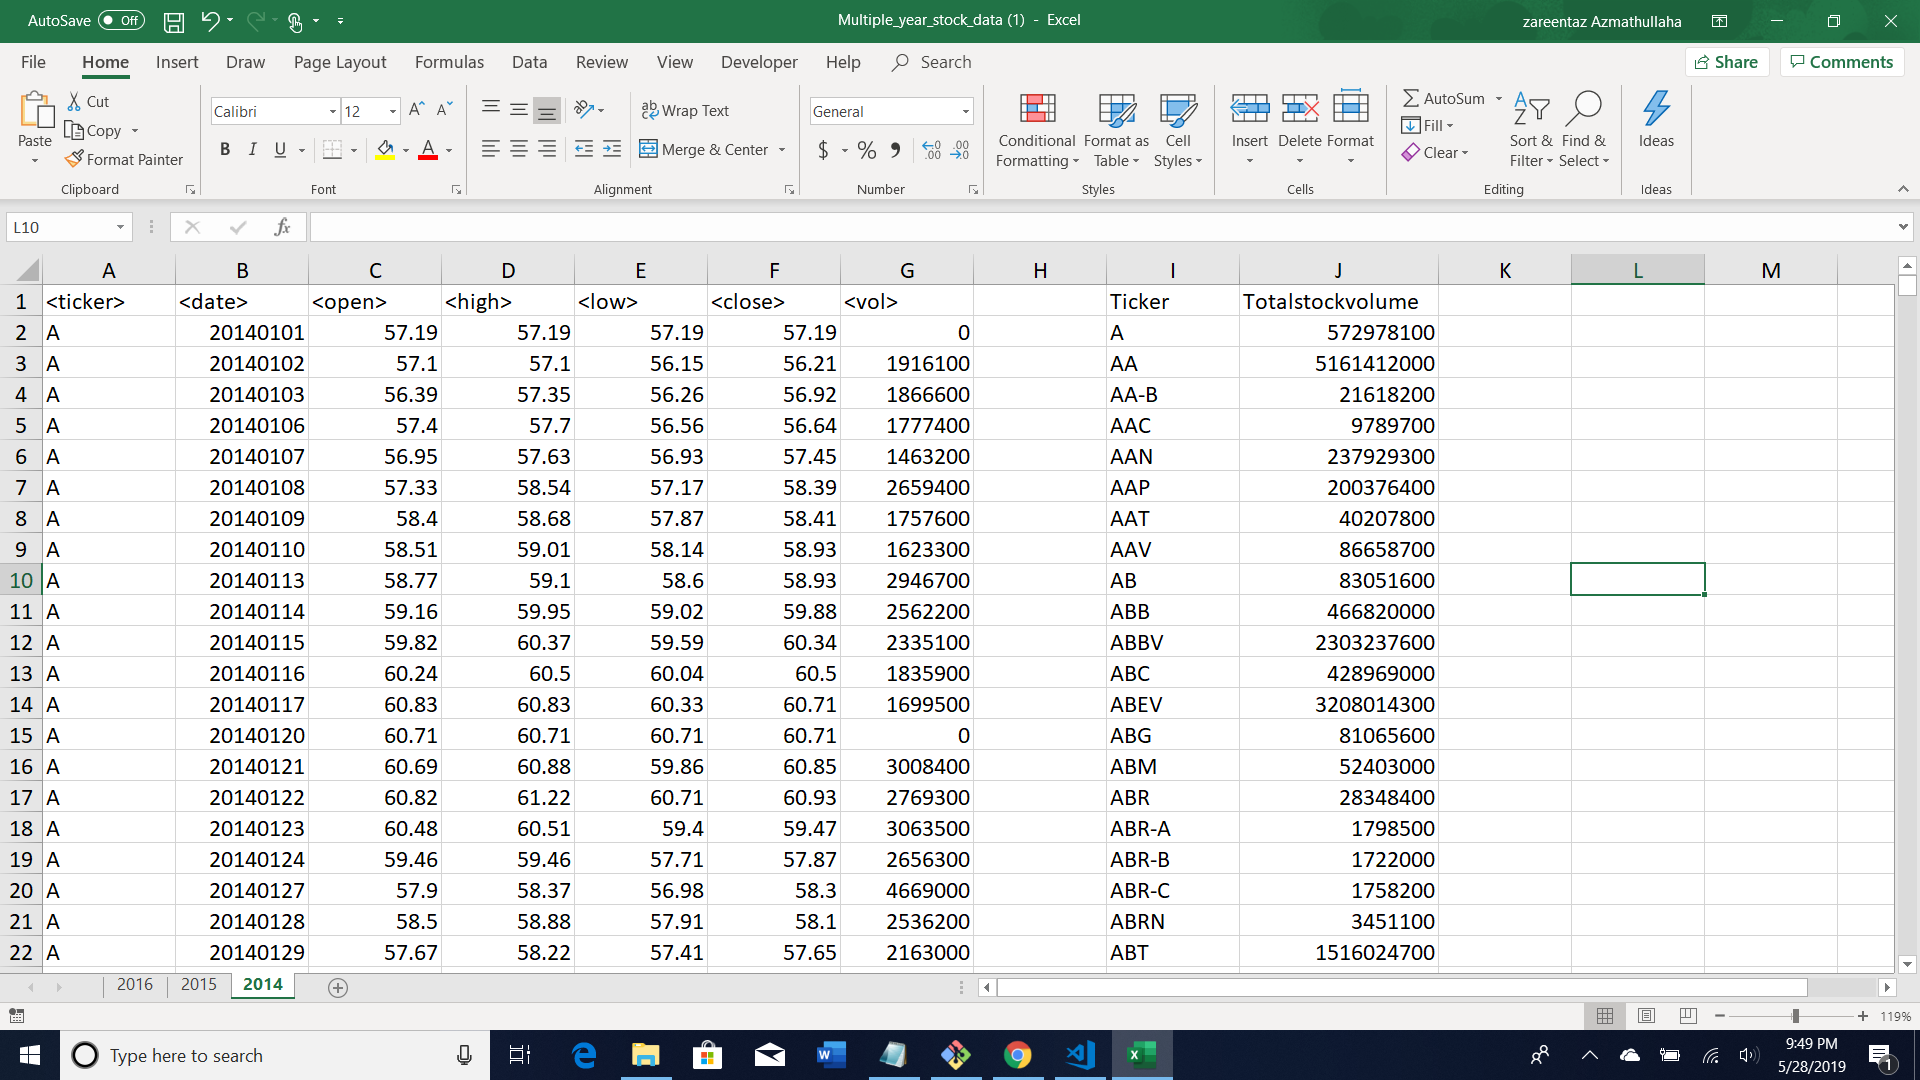 AutoSave Off Multiple_year_stock_data (1) - Excel zareentaz Azmathullaha
File Home Insert Draw Page Layout Formulas Data Review View Developer Help Search Share Comments
Paste Cut Copy Format Painter Clipboard
Calibri 12 B I U A Font
Wrap Text Merge & Center Alignment
General $ % Number
Conditional Formatting Format as Table Cell Styles Styles
Insert Delete Format Cells
AutoSum Fill Clear Sort & Filter Find & Select Editing
Ideas Ideas
L10 fx
A B C D E F G H I J K L M
1 <ticker> <date> <open> <high> <low> <close> <vol> Ticker Totalstockvolume
2 A 20140101 57.19 57.19 57.19 57.19 0 A 572978100
3 A 20140102 57.1 57.1 56.15 56.21 1916100 AA 5161412000
4 A 20140103 56.39 57.35 56.26 56.92 1866600 AA-B 21618200
5 A 20140106 57.4 57.7 56.56 56.64 1777400 AAC 9789700
6 A 20140107 56.95 57.63 56.93 57.45 1463200 AAN 237929300
7 A 20140108 57.33 58.54 57.17 58.39 2659400 AAP 200376400
8 A 20140109 58.4 58.68 57.87 58.41 1757600 AAT 40207800
9 A 20140110 58.51 59.01 58.14 58.93 1623300 AAV 86658700
10 A 20140113 58.77 59.1 58.6 58.93 2946700 AB 83051600
11 A 20140114 59.16 59.95 59.02 59.88 2562200 ABB 466820000
12 A 20140115 59.82 60.37 59.59 60.34 2335100 ABBV 2303237600
13 A 20140116 60.24 60.5 60.04 60.5 1835900 ABC 428969000
14 A 20140117 60.83 60.83 60.33 60.71 1699500 ABEV 3208014300
15 A 20140120 60.71 60.71 60.71 60.71 0 ABG 81065600
16 A 20140121 60.69 60.88 59.86 60.85 3008400 ABM 52403000
17 A 20140122 60.82 61.22 60.71 60.93 2769300 ABR 28348400
18 A 20140123 60.48 60.51 59.4 59.47 3063500 ABR-A 1798500
19 A 20140124 59.46 59.46 57.71 57.87 2656300 ABR-B 1722000
20 A 20140127 57.9 58.37 56.98 58.3 4669000 ABR-C 1758200
21 A 20140128 58.5 58.88 57.91 58.1 2536200 ABRN 3451100
22 A 20140129 57.67 58.22 57.41 57.65 2163000 ABT 1516024700
2016 2015 2014
119%
Type here to search 9:49 PM
5/28/2019 1